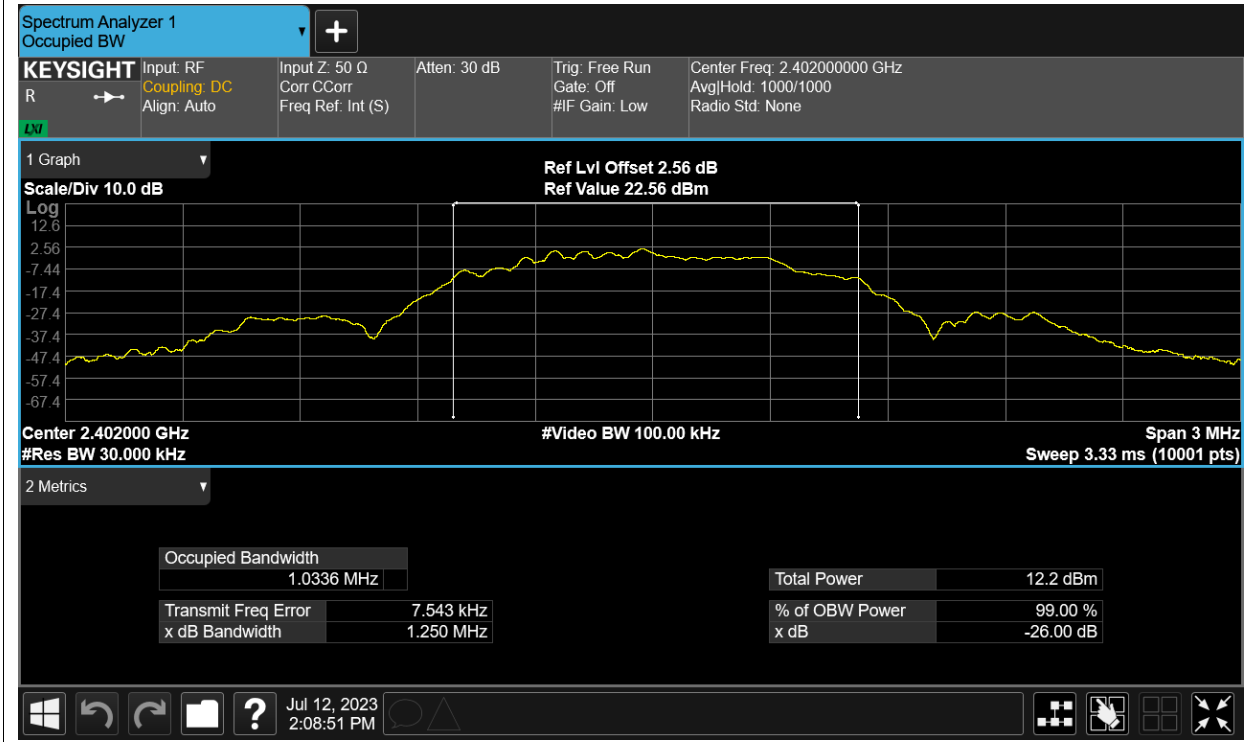 Spectrum Analyzer 1
Occupied BW
KEYSIGHT
R
LXI
Input: RF
Coupling: DC
Align: Auto
Input Z: 50 Ω
Corr CCorr
Freq Ref: Int (S)
Atten: 30 dB
Trig: Free Run
Gate: Off
#IF Gain: Low
Center Freq: 2.402000000 GHz
Avg|Hold: 1000/1000
Radio Std: None
1 Graph
Scale/Div 10.0 dB
Ref Lvl Offset 2.56 dB
Ref Value 22.56 dBm
Log
12.6
2.56
-7.44
-17.4
-27.4
-37.4
-47.4
-57.4
-67.4
Center 2.402000 GHz
#Video BW 100.00 kHz
Span 3 MHz
#Res BW 30.000 kHz
Sweep 3.33 ms (10001 pts)
2 Metrics
Occupied Bandwidth
1.0336 MHz
Total Power 12.2 dBm
Transmit Freq Error 7.543 kHz
% of OBW Power 99.00 %
x dB Bandwidth 1.250 MHz
x dB -26.00 dB
?
Jul 12, 2023
2:08:51 PM